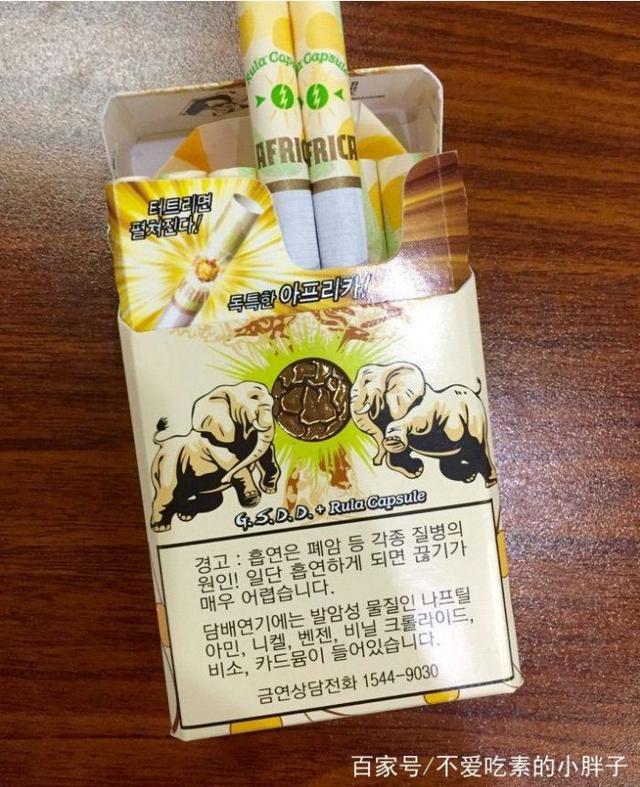 Rula Capsule
AFRICA
터트리면
펼쳐진다!
독특한 아프리카!
G.S.D.D. + Rula Capsule
경고 : 흡연은 폐암 등 각종 질병의
원인! 일단 흡연하게 되면 끊기가
매우 어렵습니다.
담배연기에는 발암성 물질인 나프틸
아민, 니켈, 벤젠, 비닐 크롤라이드,
비소, 카드뮴이 들어있습니다.
금연상담전화 1544-9030
百家号/不爱吃素的小胖子